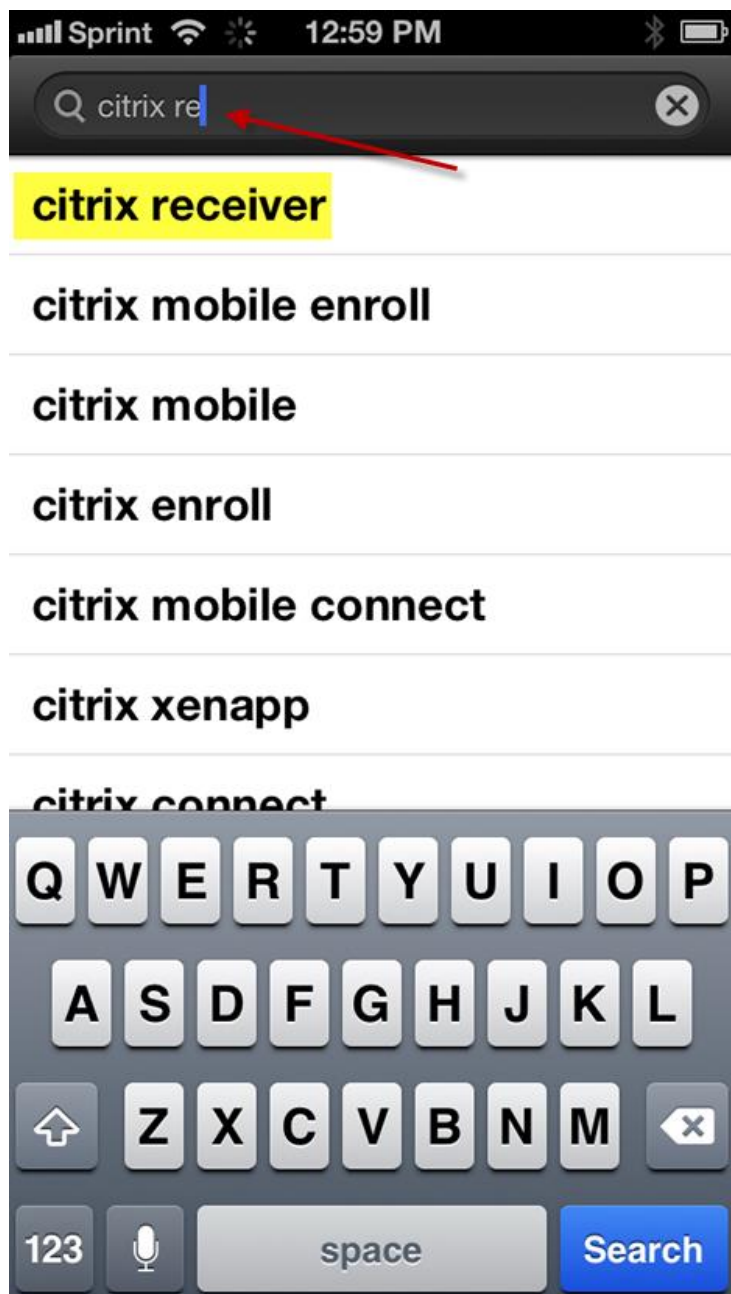 Sprint 12:59 PM
citrix re
citrix receiver
citrix mobile enroll
citrix mobile
citrix enroll
citrix mobile connect
citrix xenapp
citrix connect
Q W E R T Y U I O P
A S D F G H J K L
Z X C V B N M
123 space Search